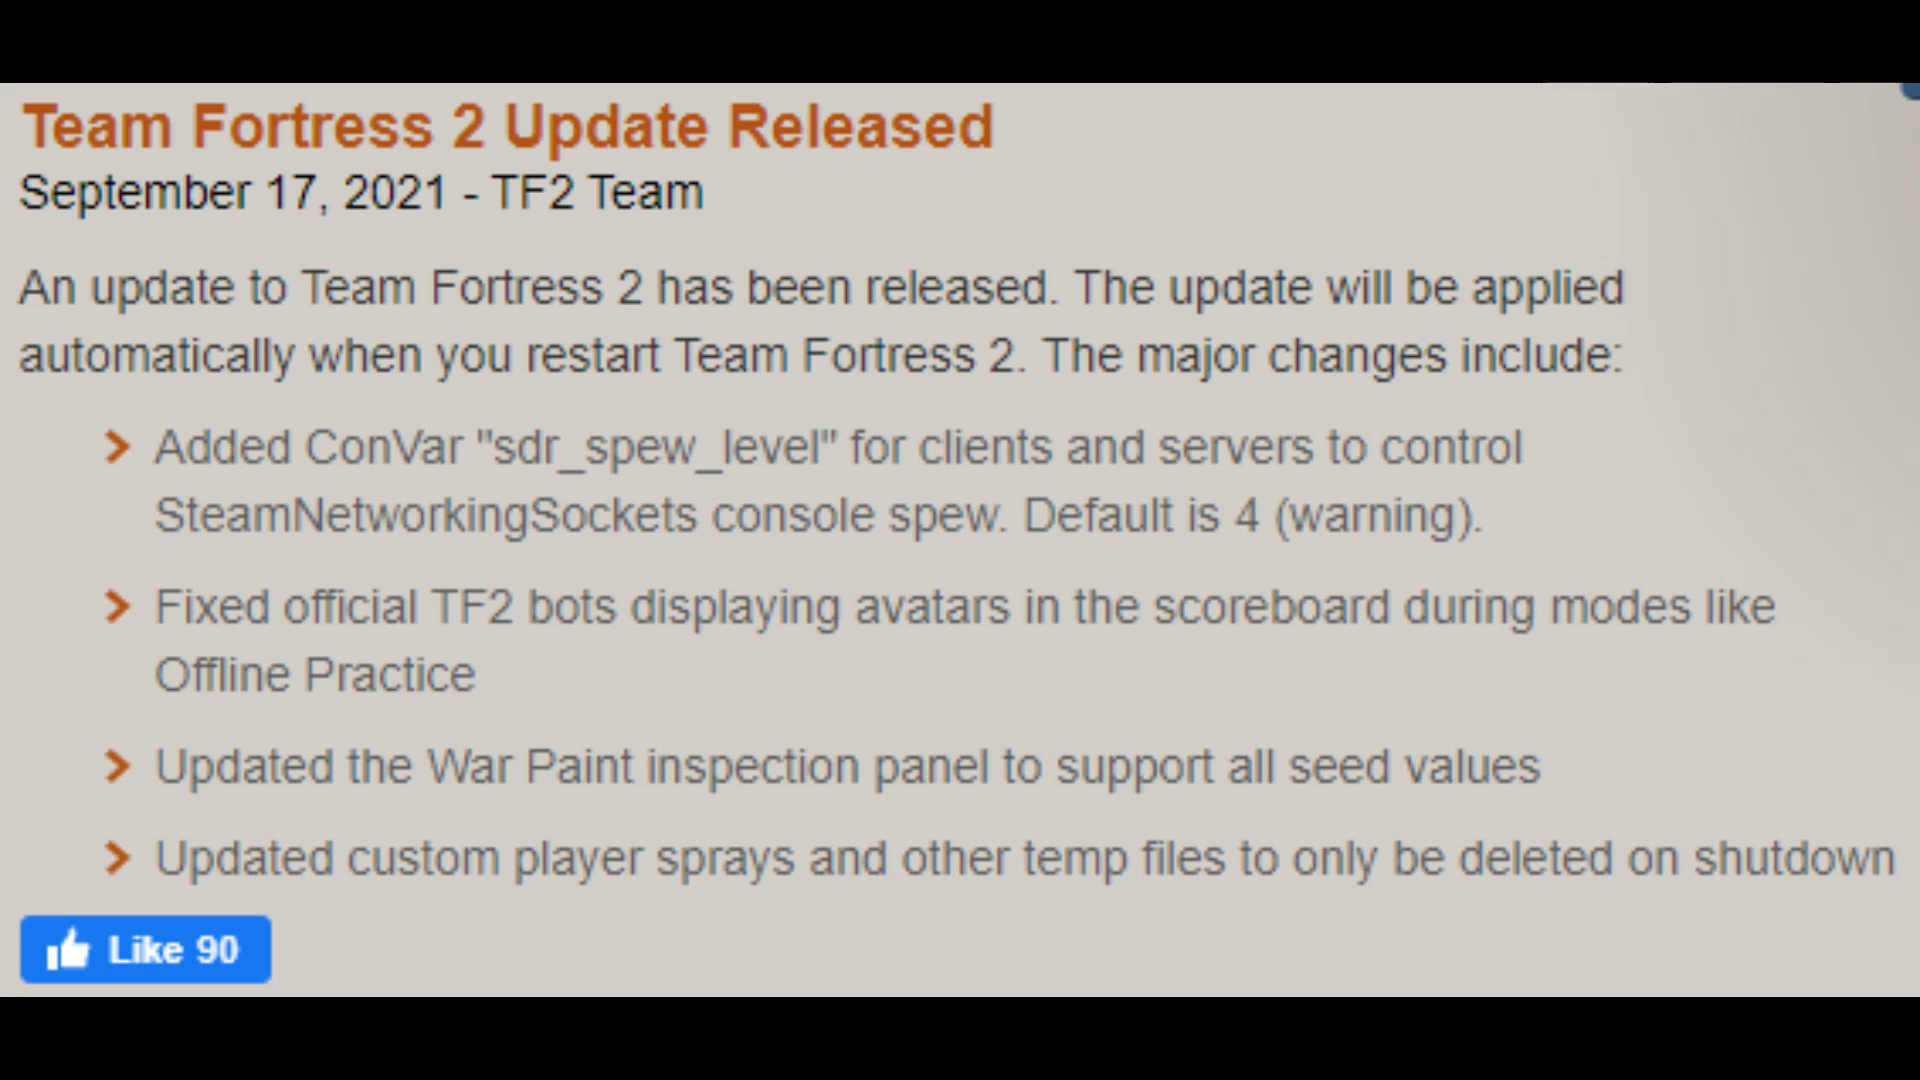 Team Fortress 2 Update Released
September 17, 2021 - TF2 Team
An update to Team Fortress 2 has been released. The update will be applied
automatically when you restart Team Fortress 2. The major changes include:
Added ConVar "sdr_spew_level" for clients and servers to control
SteamNetworkingSockets console spew. Default is 4 (warning).
Fixed official TF2 bots displaying avatars in the scoreboard during modes like
Offline Practice
Updated the War Paint inspection panel to support all seed values
Updated custom player sprays and other temp files to only be deleted on shutdown
Like 90